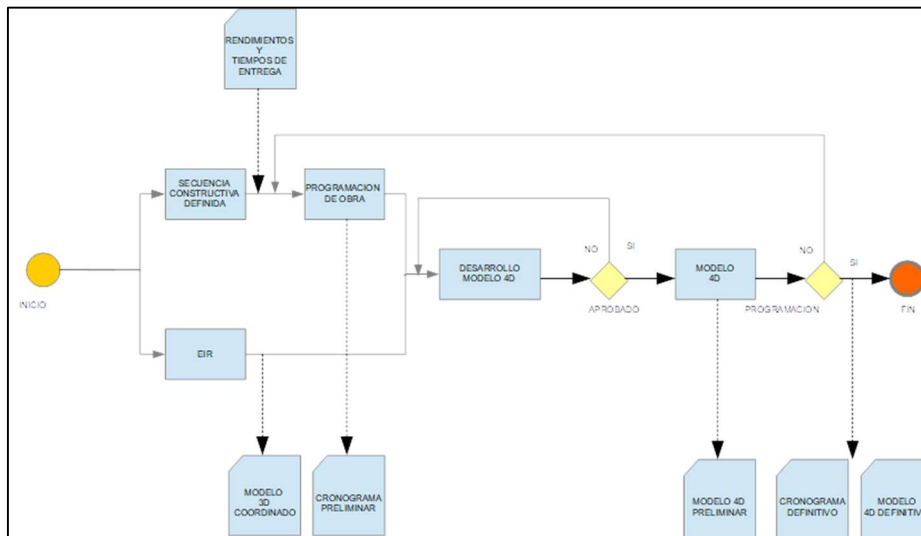 RENDIMIENTOS
Y
TIEMPOS DE
ENTREGA
SECUENCIA
CONSTRUCTIVA
DEFINIDA
PROGRAMACION
DE OBRA
INICIO
DESARROLLO
MODELO 4D
NO
SI
APROBADO
MODELO
4D
NO
SI
PROGRAMACION
FIN
EIR
MODELO
3D
COORDINADO
CRONOGRAMA
PRELIMINAR
MODELO 4D
PRELIMINAR
CRONOGRAMA
DEFINITIVO
MODELO
4D DEFINITIV